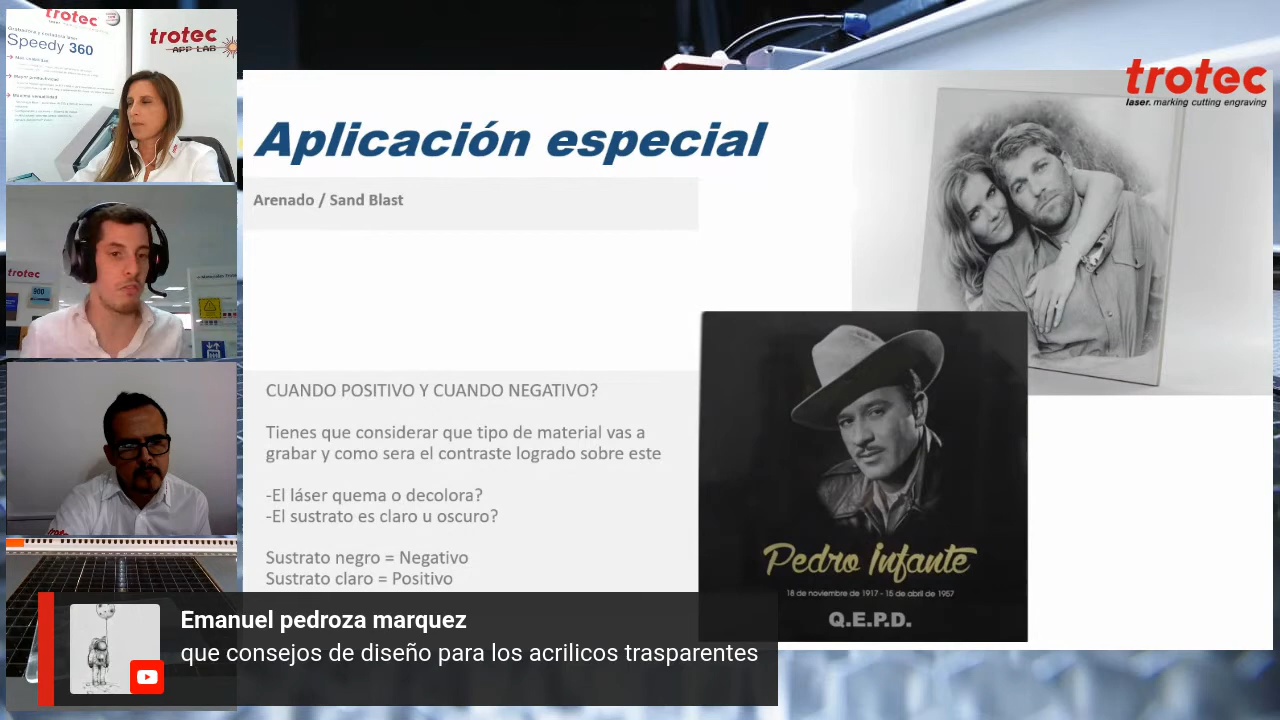 trotec
Speedy 360
trotec
APP LAB
trotec
laser. marking cutting engraving
Aplicación especial
Arenado / Sand Blast
trotec
CUANDO POSITIVO Y CUANDO NEGATIVO?
Tienes que considerar que tipo de material vas a
grabar y como sera el contraste logrado sobre este
-El láser quema o decolora?
-El sustrato es claro u oscuro?
Sustrato negro = Negativo
Sustrato claro = Positivo
Pedro infante
18 de noviembre de 1917 - 15 de abril de 1957
Q.E.P.D.
Emanuel pedroza marquez
que consejos de diseño para los acrilicos trasparentes